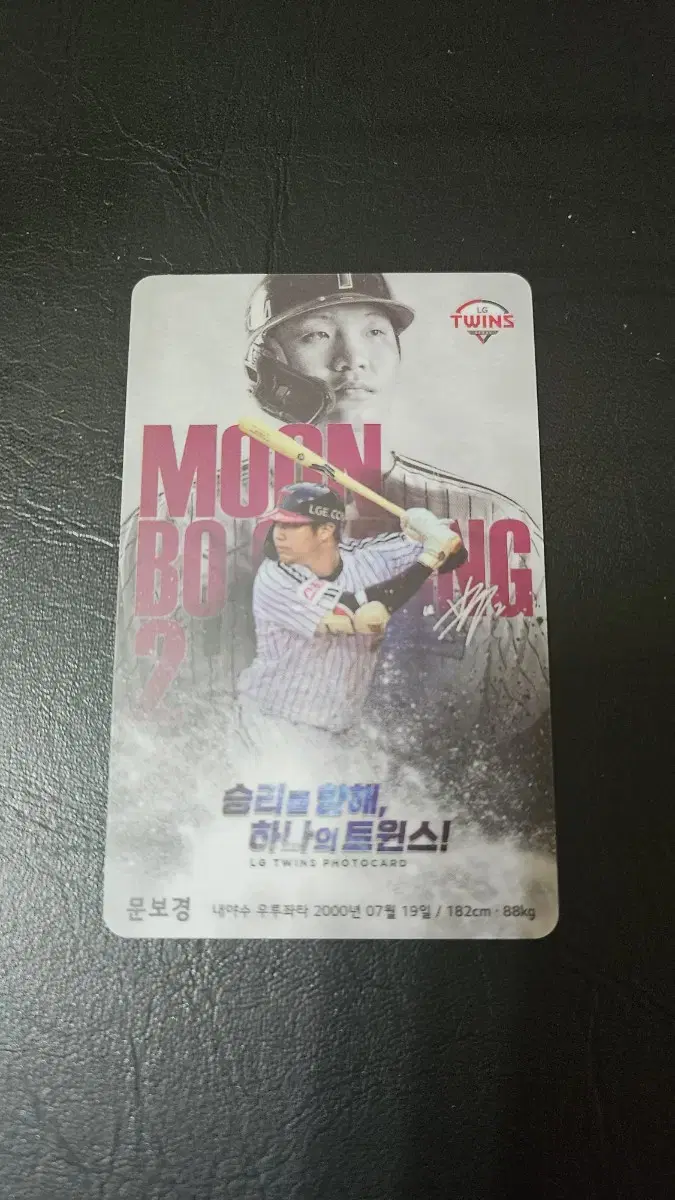 LG
TWINS
MOON
BO
NG
2
LGE
승리를 향해,
하나의 트윈스!
LG TWINS PHOTOCARD
문보경 내야수 우투좌타 2000년 07월 19일 / 182cm · 88kg